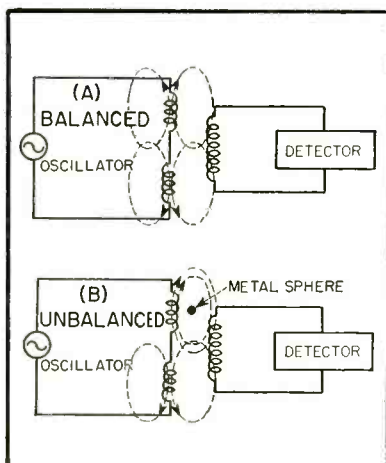 (A)
BALANCED
OSCILLATOR
DETECTOR
METAL SPHERE
(B)
UNBALANCED
OSCILLATOR
DETECTOR